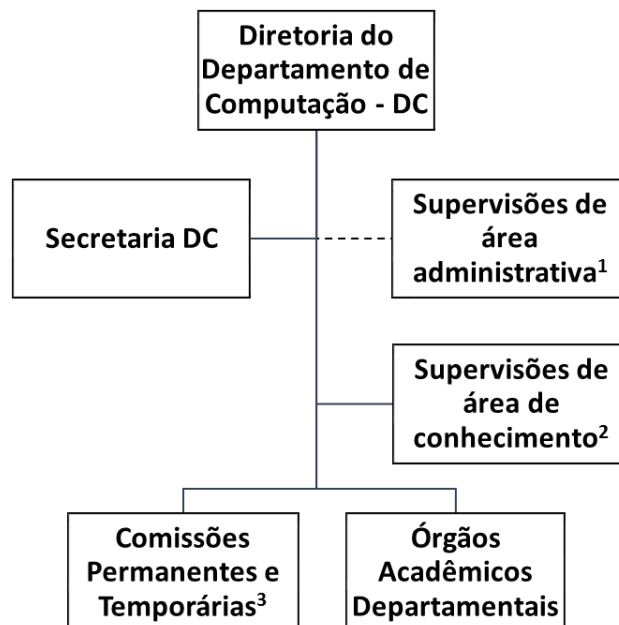 Diretoria do
Departamento de
Computação - DC
Secretaria DC
Supervisões de
área
administrativa¹
Supervisões de
área de
conhecimento²
Comissões
Permanentes e
Temporárias³
Órgãos
Acadêmicos
Departamentais